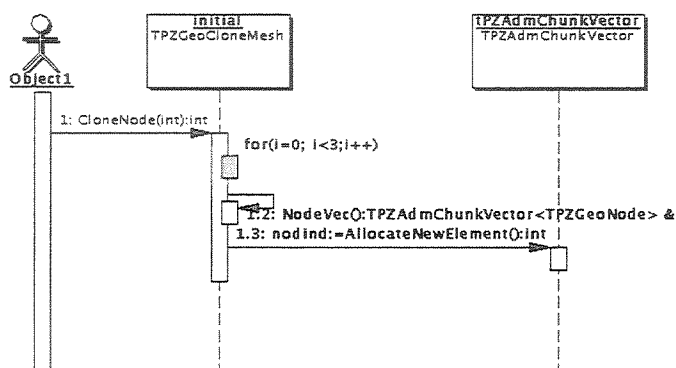 initial
TPZGeoCloneMesh
tPZAdmChunkVector
TPZAdmChunkVector
Object1
1: CloneNode(int):int
for(i=0; i<3;i++)
1.2: NodeVec():TPZAdmChunkVector<TPZGeoNode> &
1.3: nodind:=AllocateNewElement():int